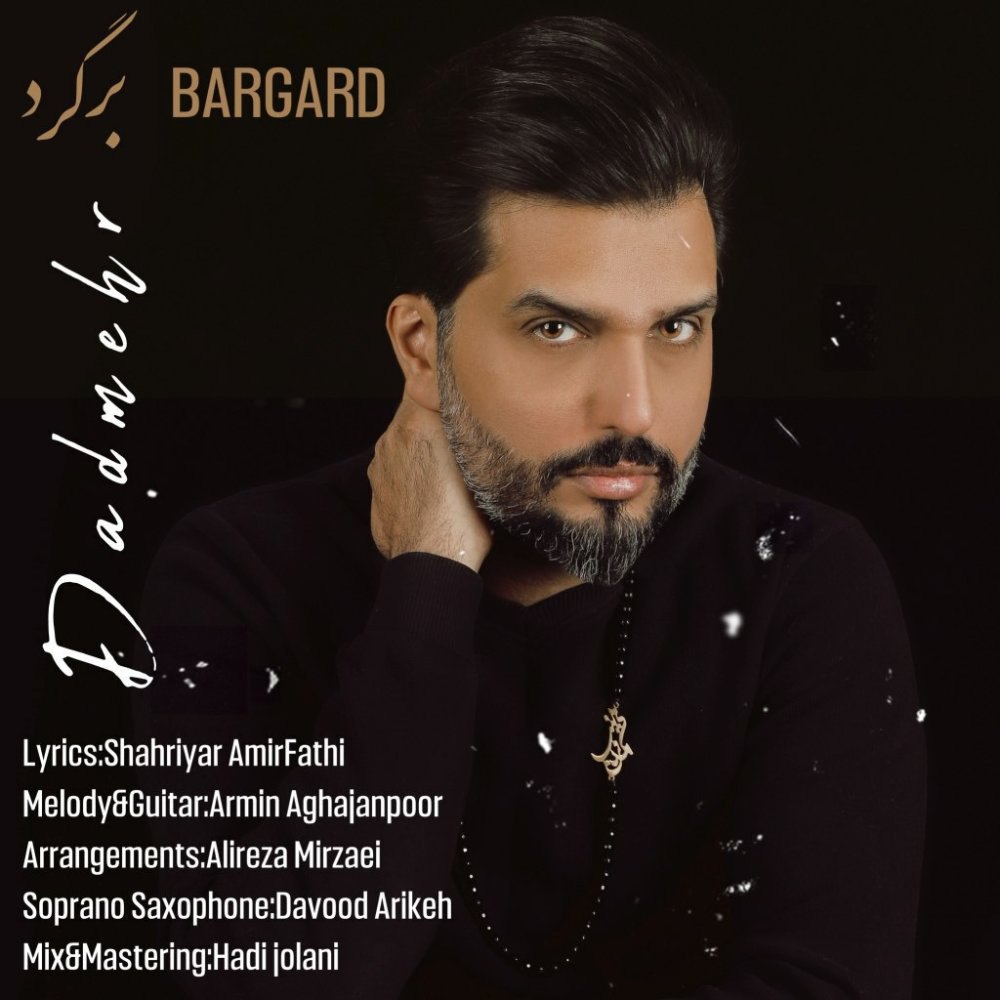 برگرد BARGARD
Dadmehr
Lyrics:Shahriyar AmirFathi
Melody&Guitar:Armin Aghajanpoor
Arrangements:Alireza Mirzaei
Soprano Saxophone:Davood Arikeh
Mix&Mastering:Hadi jolani